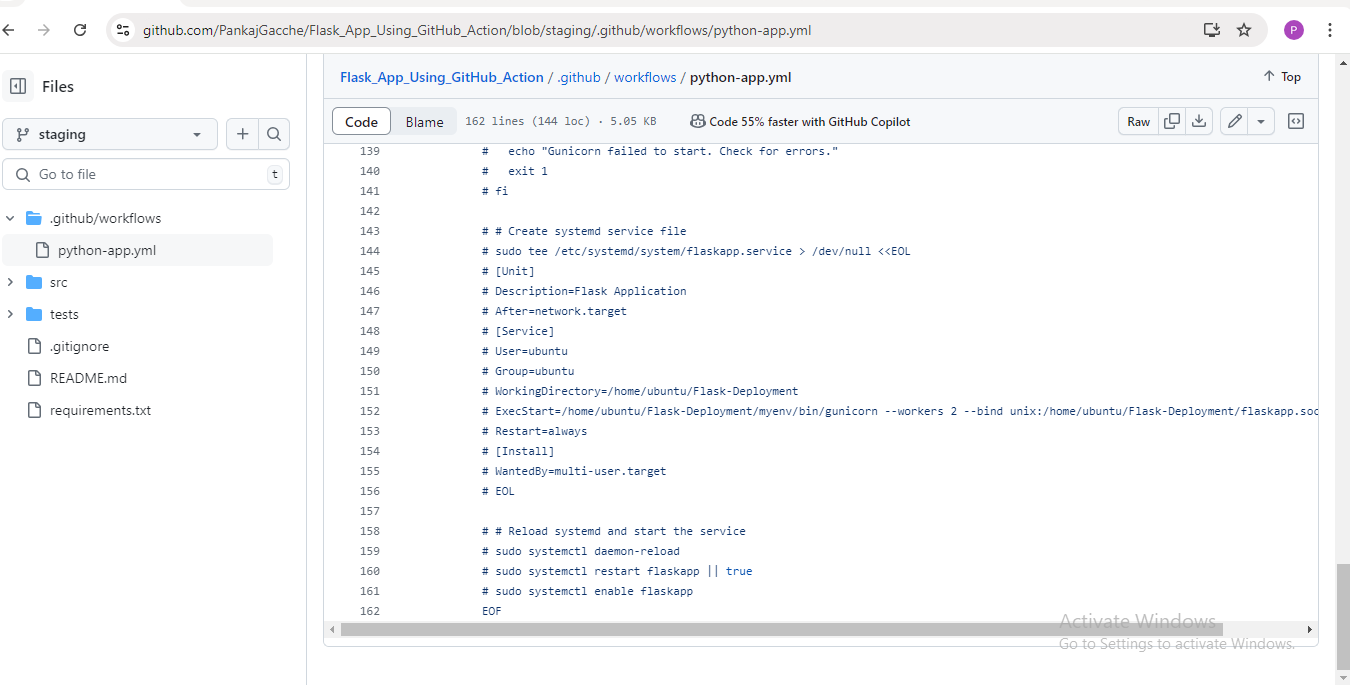 github.com/PankajGacche/Flask_App_Using_GitHub_Action/blob/staging/.github/workflows/python-app.yml
P
Files
staging
Go to file
t
.github/workflows
python-app.yml
src
tests
.gitignore
README.md
requirements.txt
Flask_App_Using_GitHub_Action / .github / workflows / python-app.yml
Top
Code Blame 162 lines (144 loc) · 5.05 KB Code 55% faster with GitHub Copilot Raw
139 #   echo "Gunicorn failed to start. Check for errors."
140 #   exit 1
141 # fi
142
143 # # Create systemd service file
144 # sudo tee /etc/systemd/system/flaskapp.service > /dev/null <<EOL
145 # [Unit]
146 # Description=Flask Application
147 # After=network.target
148 # [Service]
149 # User=ubuntu
150 # Group=ubuntu
151 # WorkingDirectory=/home/ubuntu/Flask-Deployment
152 # ExecStart=/home/ubuntu/Flask-Deployment/myenv/bin/gunicorn --workers 2 --bind unix:/home/ubuntu/Flask-Deployment/flaskapp.soc
153 # Restart=always
154 # [Install]
155 # WantedBy=multi-user.target
156 # EOL
157
158 # # Reload systemd and start the service
159 # sudo systemctl daemon-reload
160 # sudo systemctl restart flaskapp || true
161 # sudo systemctl enable flaskapp
162 EOF
Activate Windows
Go to Settings to activate Windows.